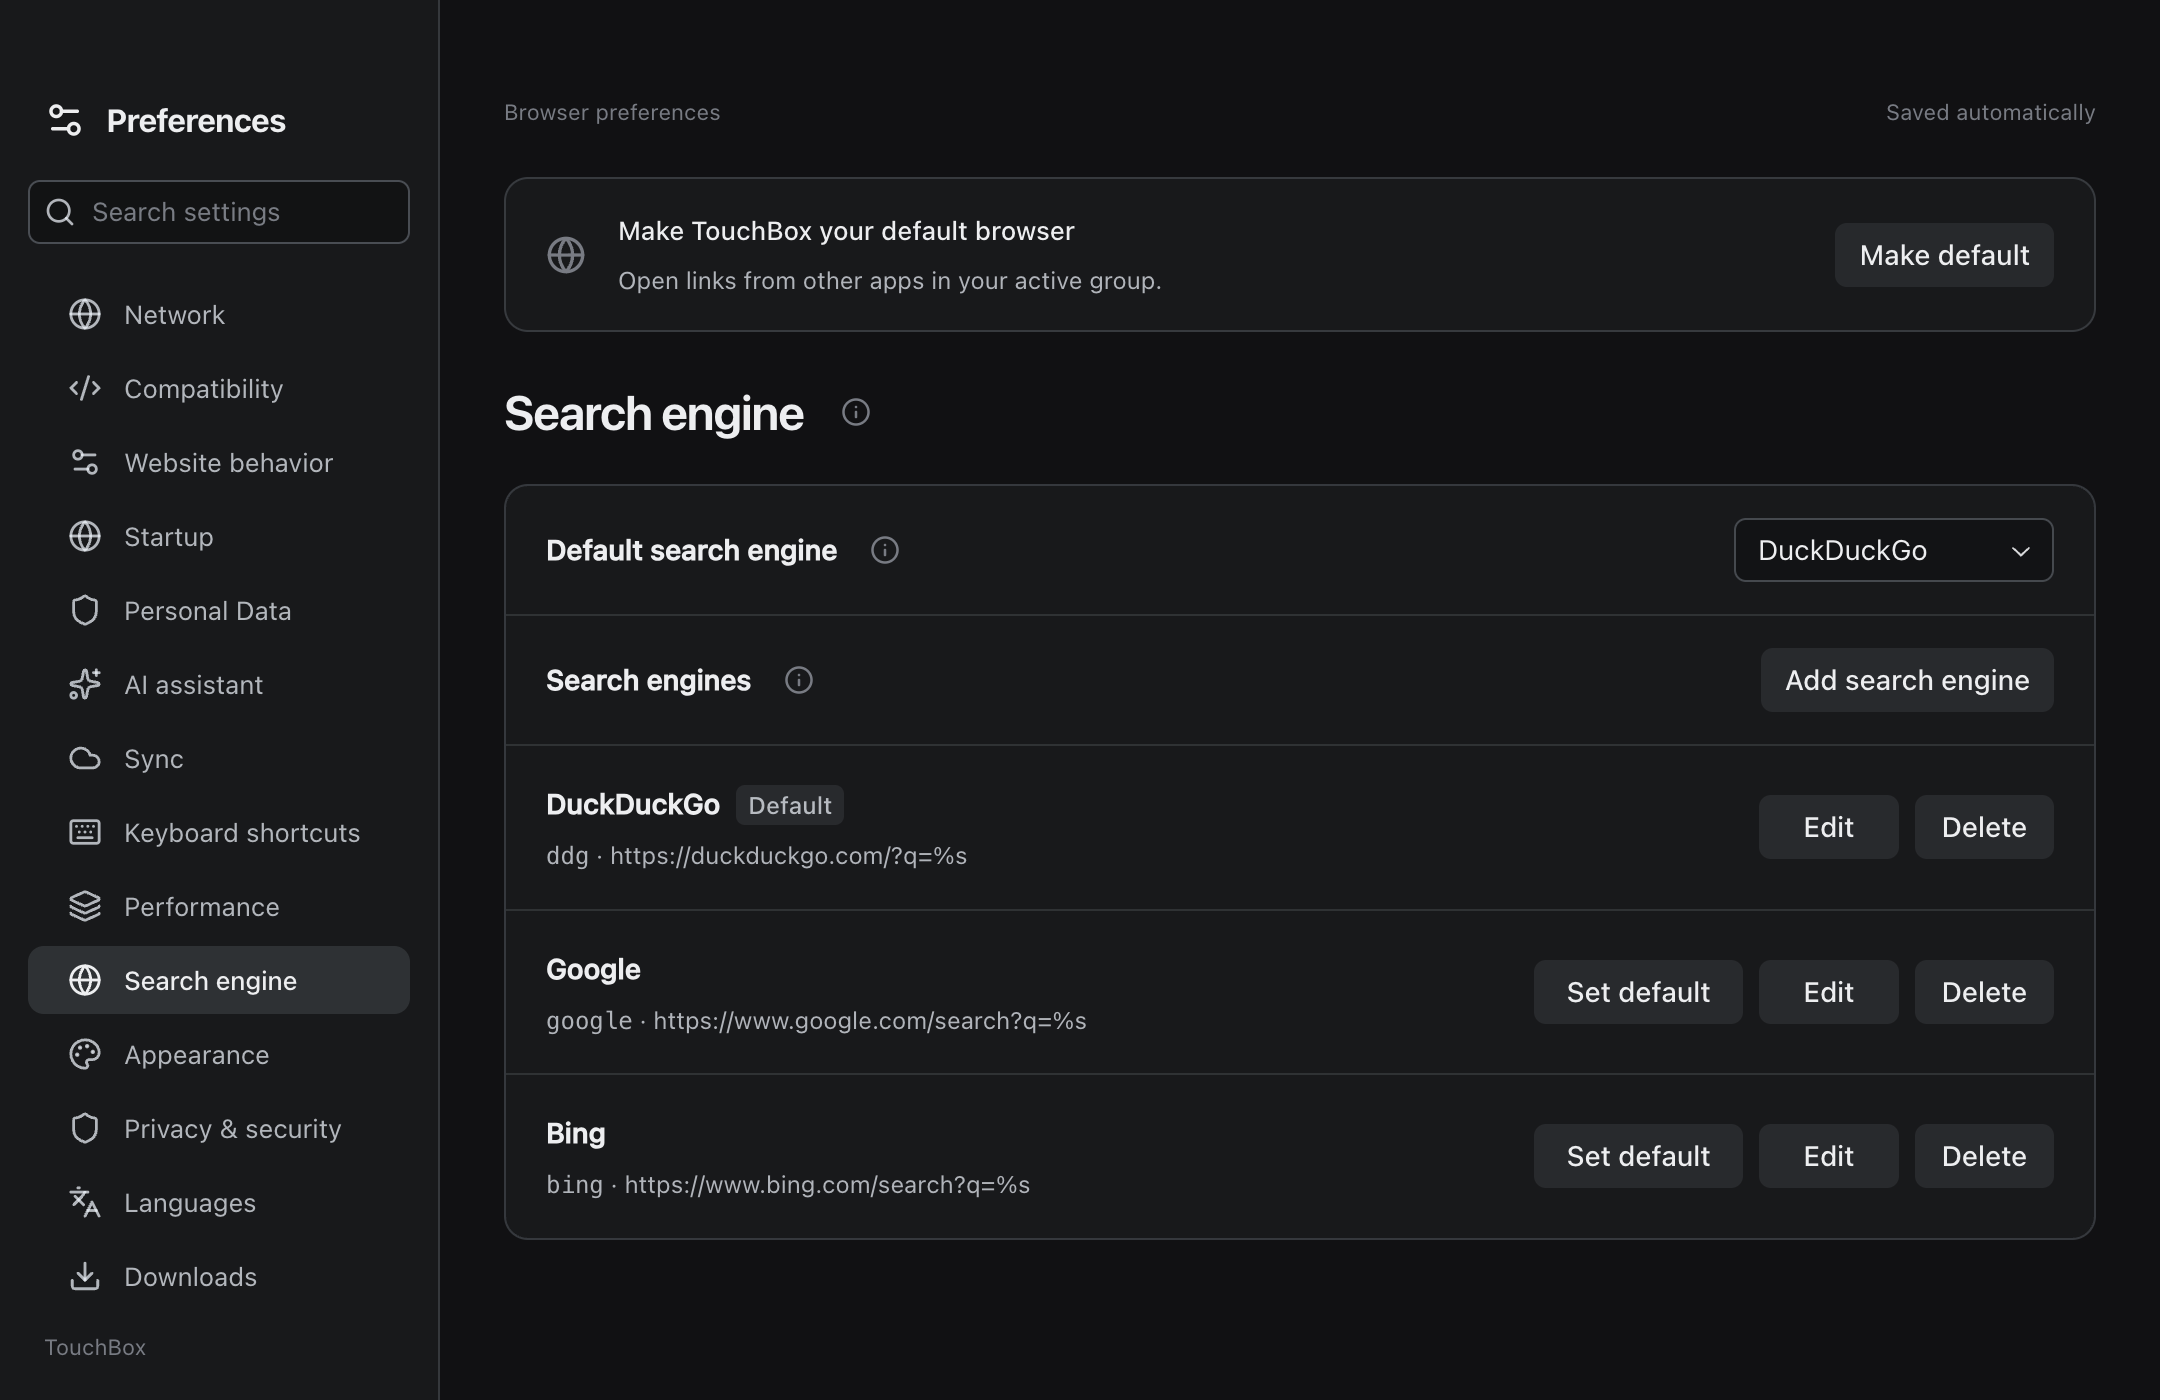 Preferences
Search settings
Network
Compatibility
Website behavior
Startup
Personal Data
AI assistant
Sync
Keyboard shortcuts
Performance
Search engine
Appearance
Privacy & security
Languages
Downloads
TouchBox
Browser preferences
Saved automatically
Make TouchBox your default browser
Open links from other apps in your active group.
Make default
Search engine
Default search engine
DuckDuckGo
Search engines
Add search engine
DuckDuckGo Default
ddg · https://duckduckgo.com/?q=%s
Edit Delete
Google
google · https://www.google.com/search?q=%s
Set default Edit Delete
Bing
bing · https://www.bing.com/search?q=%s
Set default Edit Delete